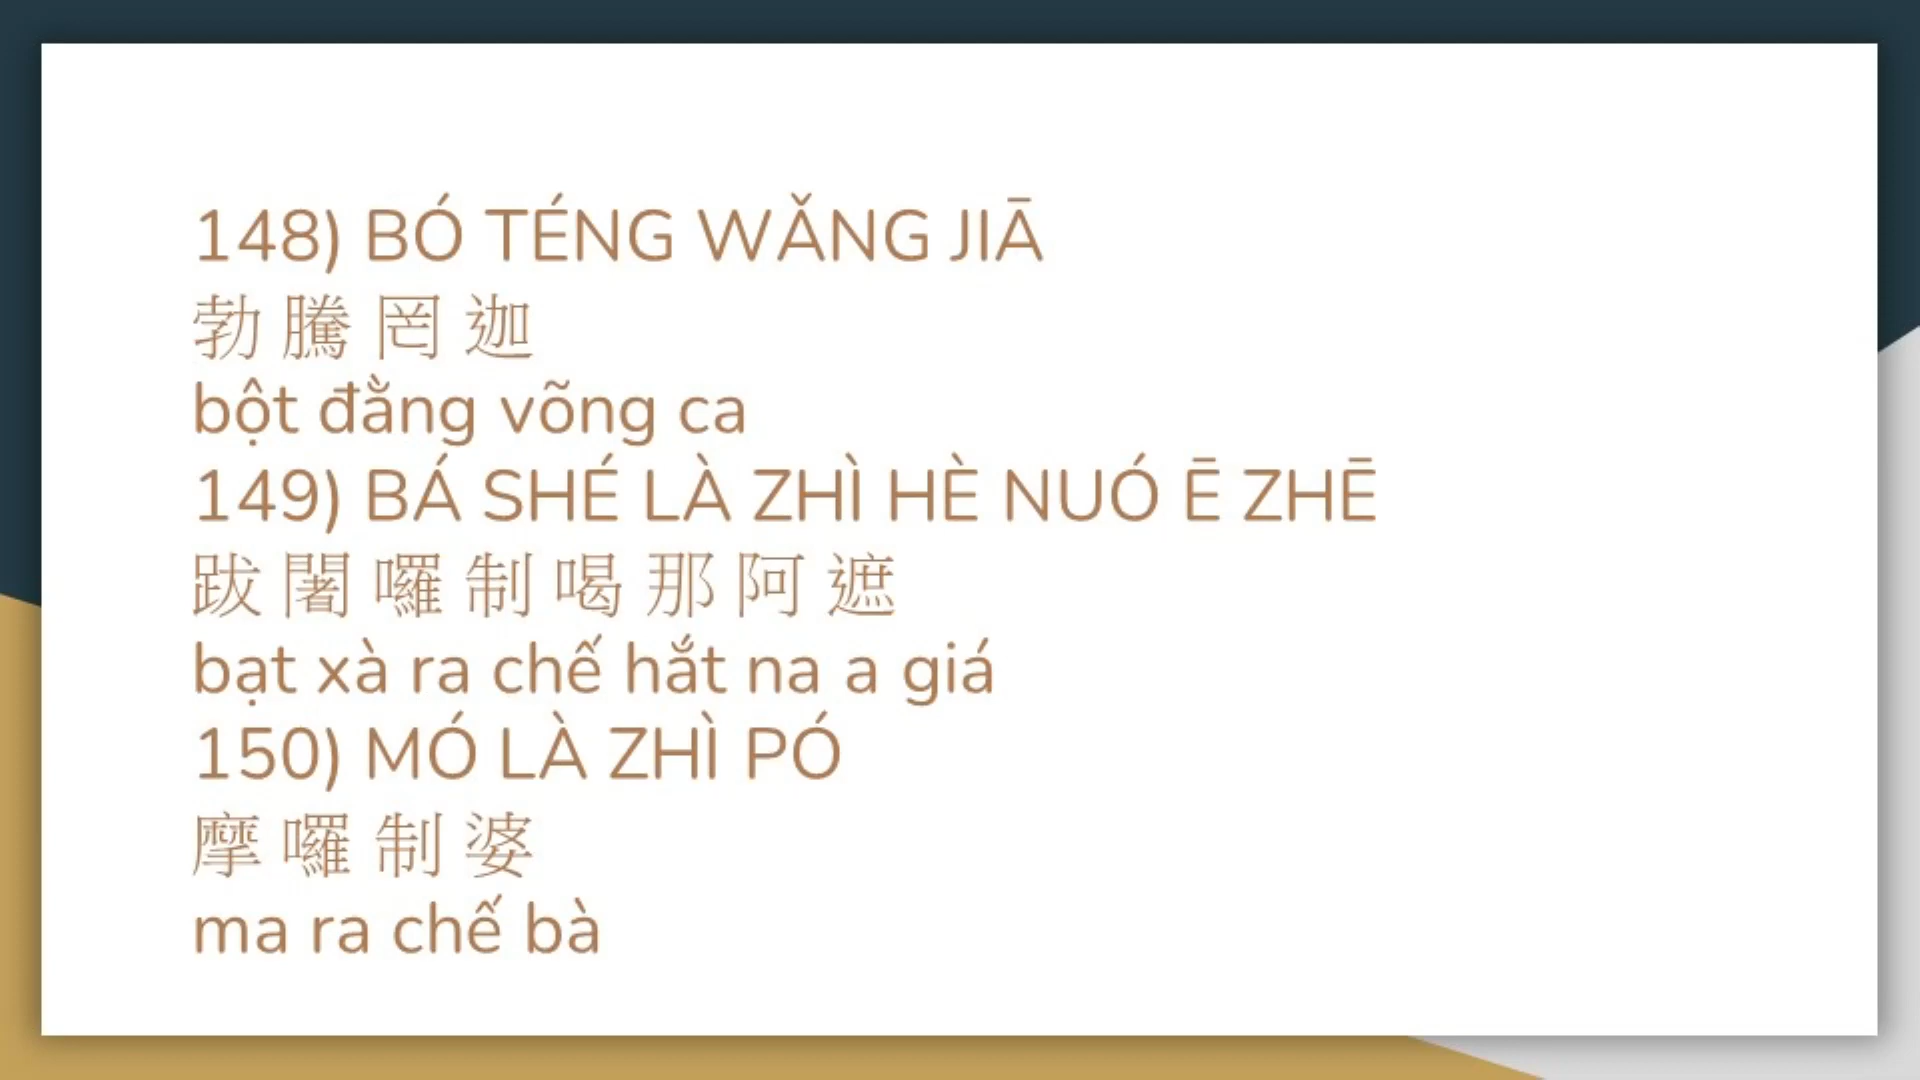 148) BÓ TÉNG WǍNG JIĀ
勃 騰 罔 迦
bột đằng võng ca
149) BÁ SHÉ LÀ ZHÌ HÈ NUÓ Ē ZHĒ
跋 闍 囉 制 喝 那 阿 遮
bạt xà ra chế hắt na a giá
150) MÓ LÀ ZHÌ PÓ
摩 囉 制 婆
ma ra chế bà